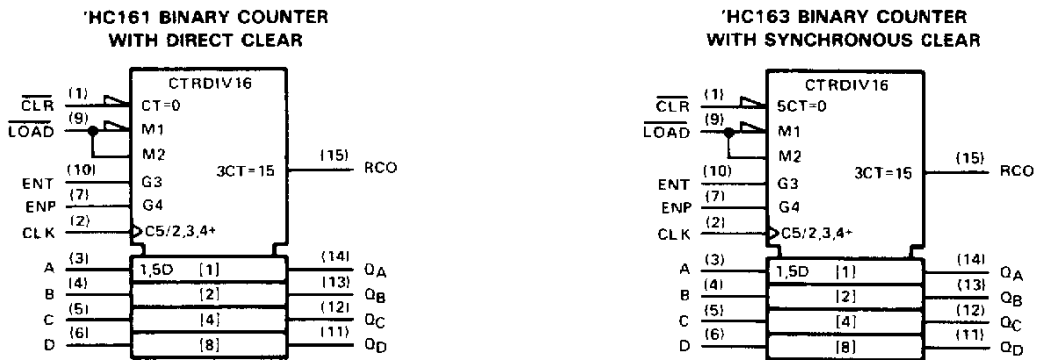 'HC161 BINARY COUNTER
WITH DIRECT CLEAR
CTRDIV16
CLR (1) CT=0
LOAD (9) M1
M2
3CT=15 (15) RCO
ENT (10) G3
ENP (7) G4
CLK (2) C5/2,3,4+
A (3) 1,5D [1] (14) QA
B (4) [2] (13) QB
C (5) [4] (12) QC
D (6) [8] (11) QD
'HC163 BINARY COUNTER
WITH SYNCHRONOUS CLEAR
CTRDIV16
CLR (1) 5CT=0
LOAD (9) M1
M2
3CT=15 (15) RCO
ENT (10) G3
ENP (7) G4
CLK (2) C5/2,3,4+
A (3) 1,5D [1] (14) QA
B (4) [2] (13) QB
C (5) [4] (12) QC
D (6) [8] (11) QD